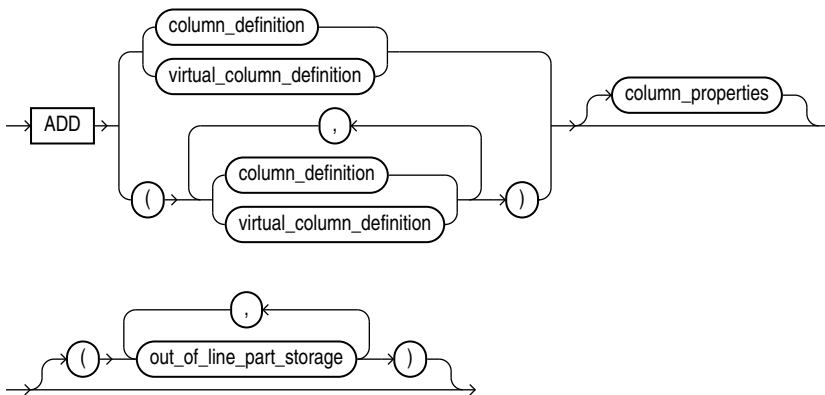 column_definition
virtual_column_definition
ADD
column_properties
,
column_definition
(
)
virtual_column_definition
,
(
out_of_line_part_storage
)